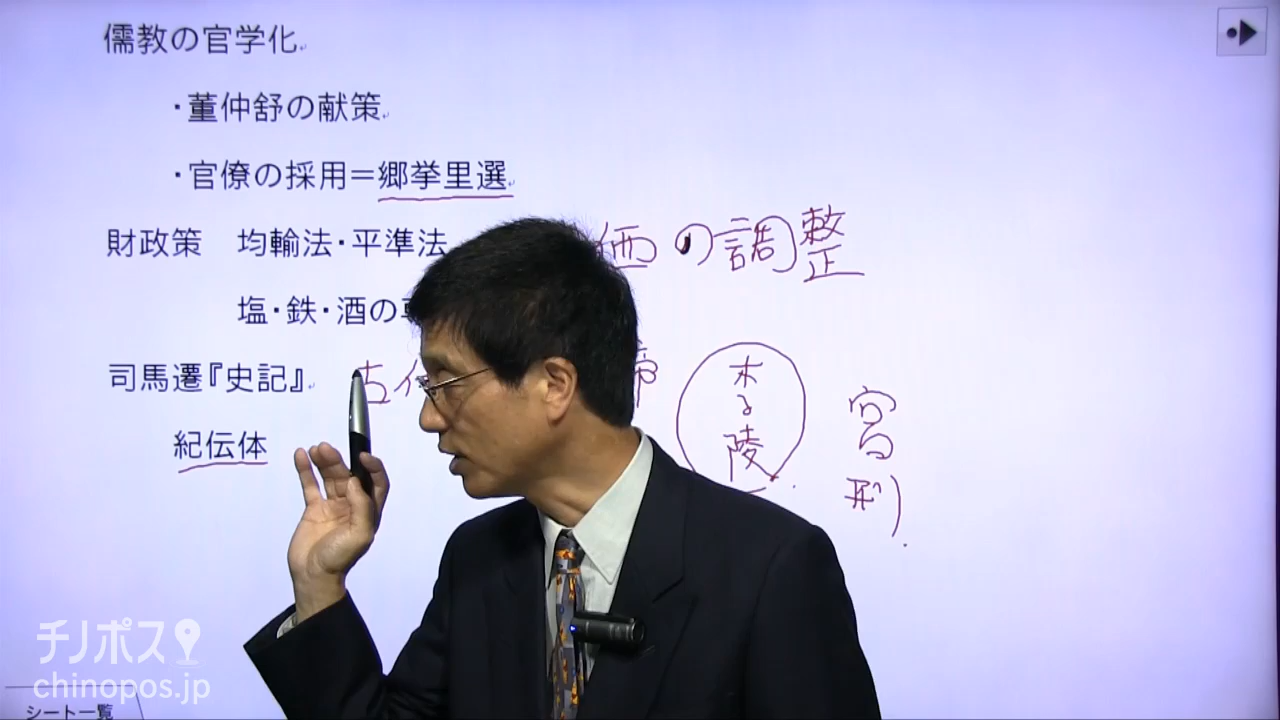 儒教の官学化
・董仲舒の献策
・官僚の採用＝郷挙里選
財政策 均輸法・平準法
価の調整
塩・鉄・酒の
司馬遷『史記』
古
帝
李陵
宮刑
紀伝体
チノポス
chinopos.jp
シート一覧